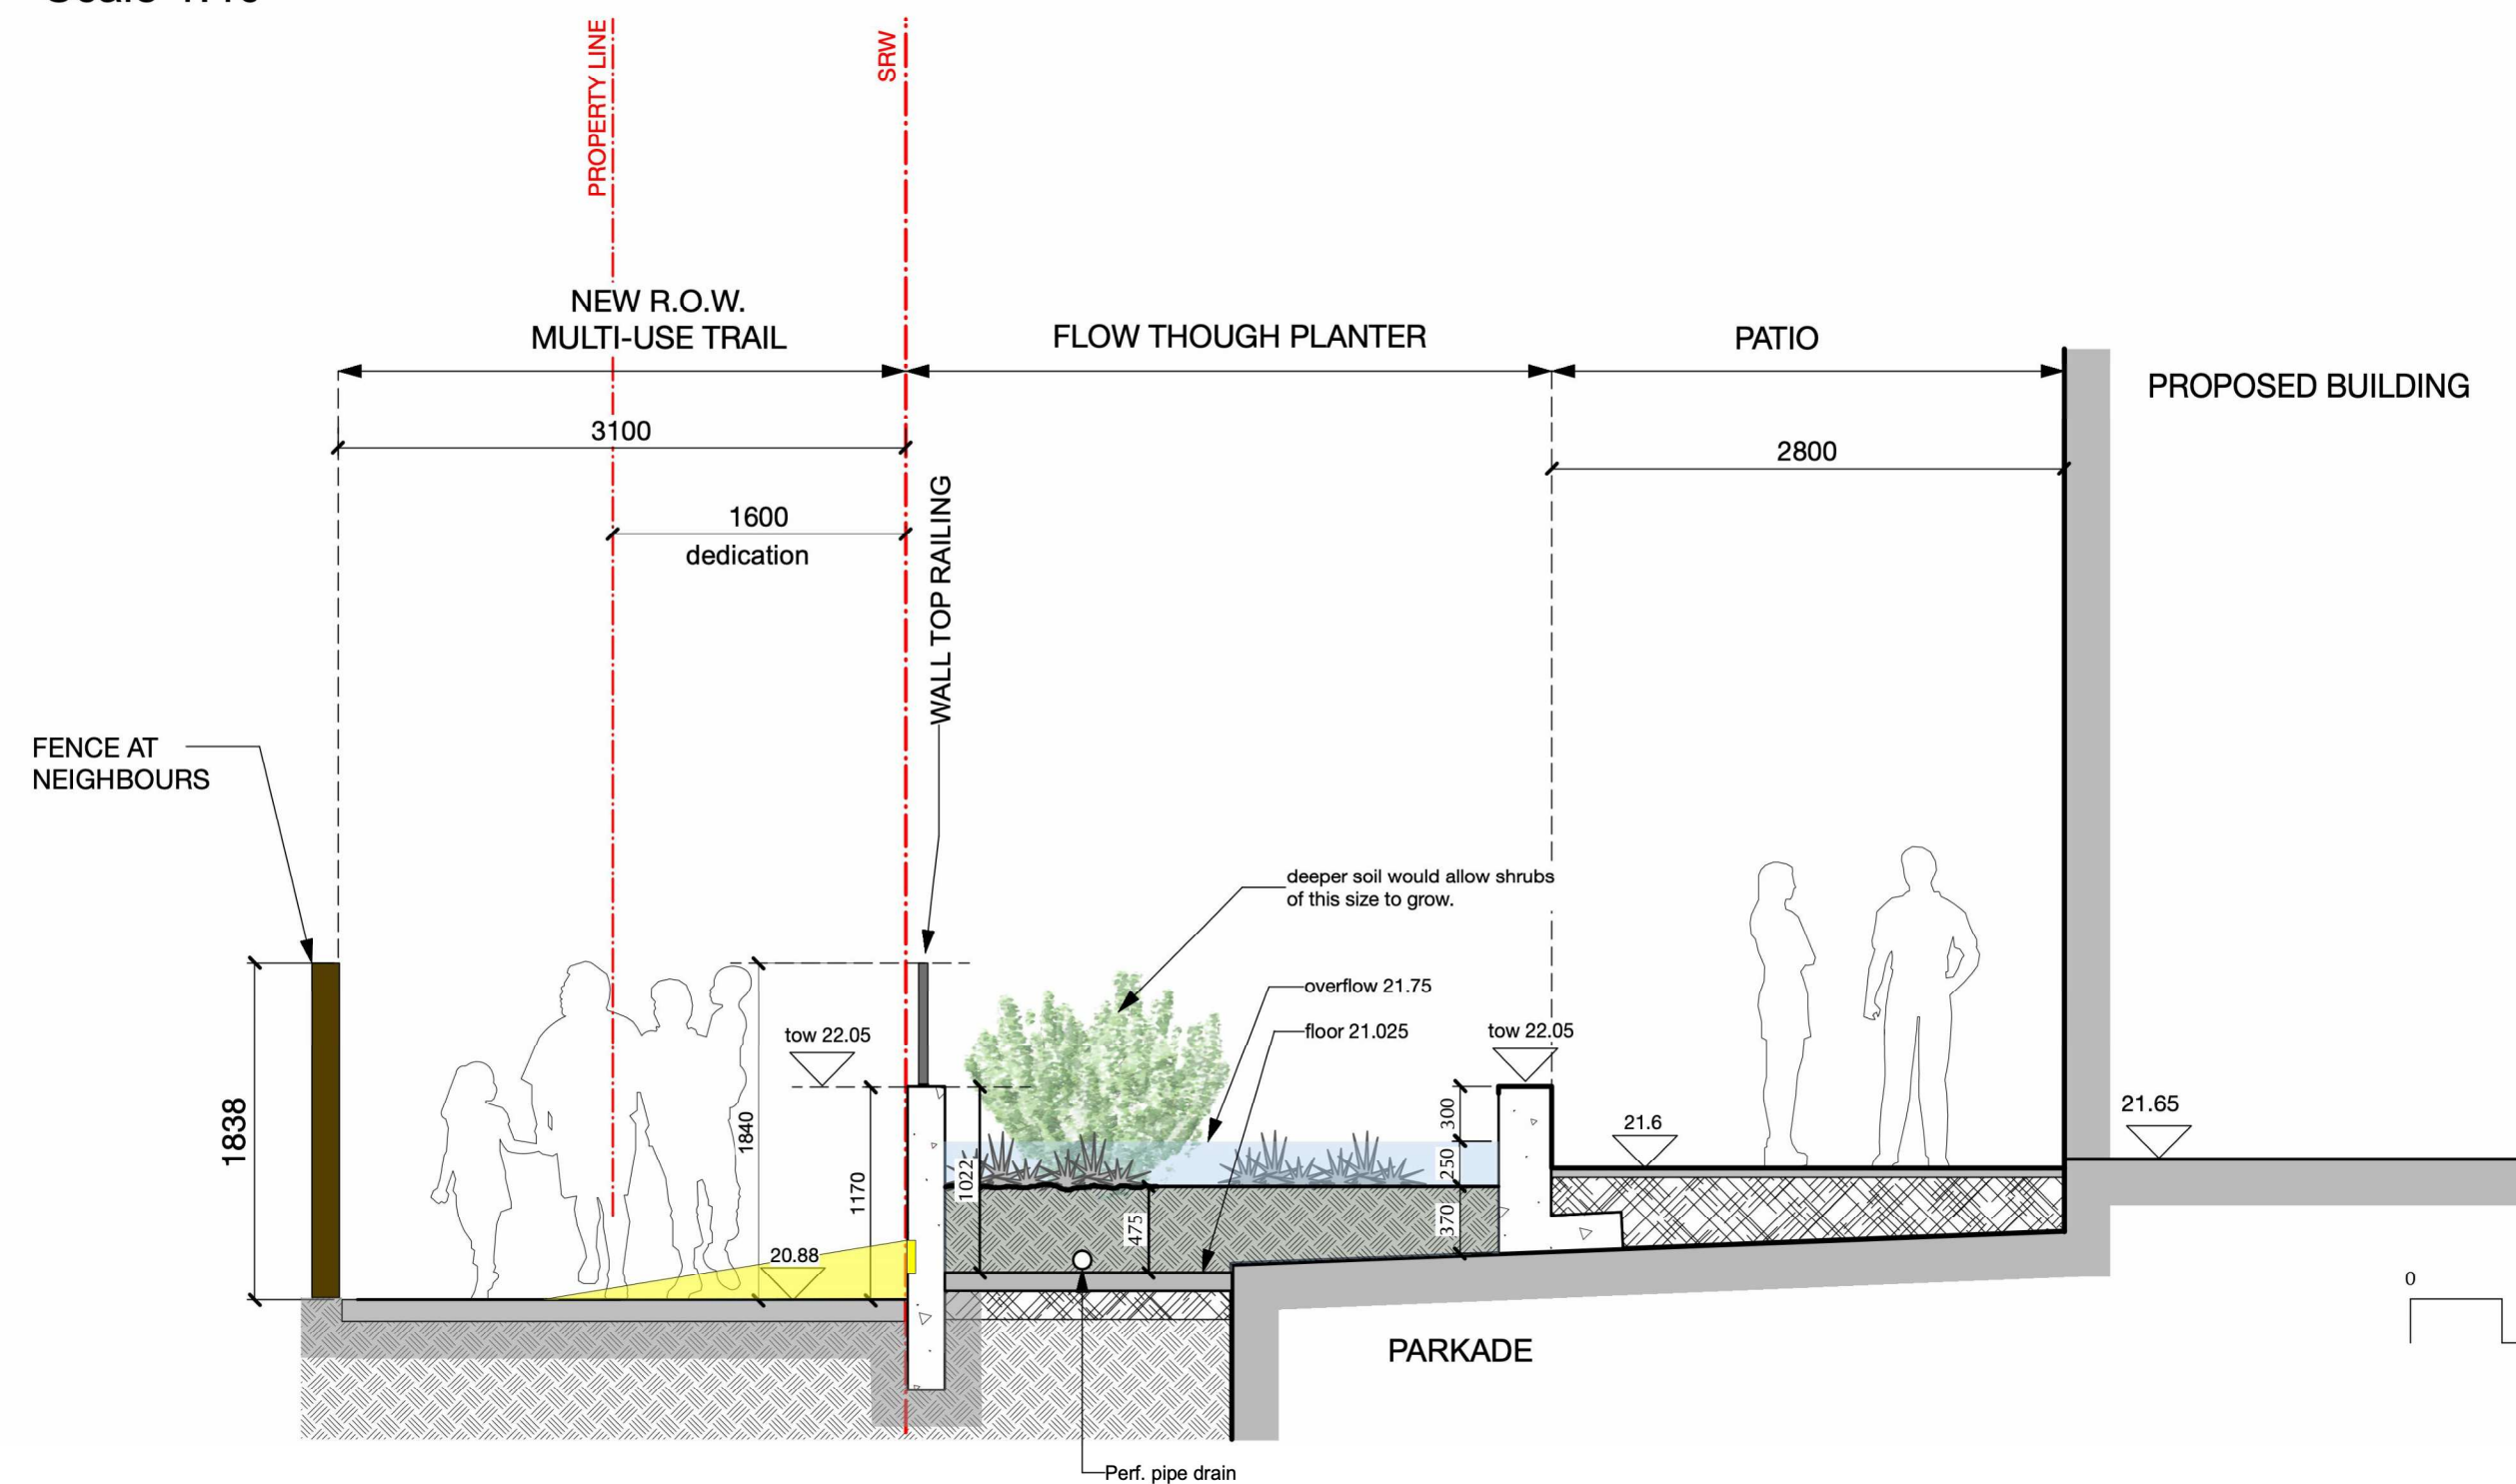 PROPERTY LINE
SRW
NEW R.O.W.
MULTI-USE TRAIL
FLOW THOUGH PLANTER
PATIO
PROPOSED BUILDING
3100
2800
1600
dedication
WALL TOP RAILING
FENCE AT
NEIGHBOURS
deeper soil would allow shrubs
of this size to grow.
overflow 21.75
floor 21.025
tow 22.05
tow 22.05
1838
1840
1170
1022
475
300
250
370
21.6
21.65
20.88
0
PARKADE
Perf. pipe drain